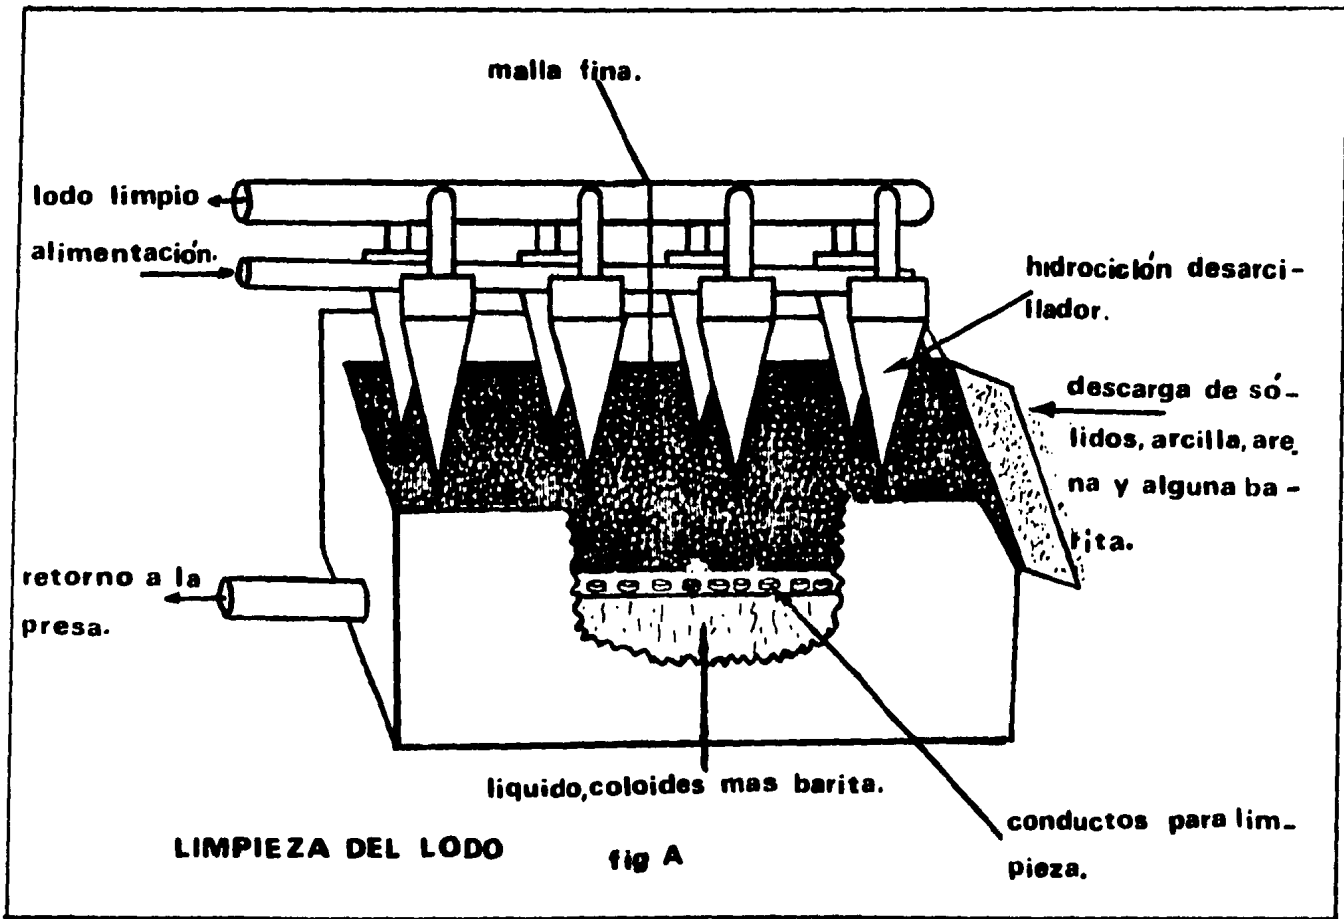 malla fina.
lodo limpio
alimentación.
hidrociclón desarci-
llador.
descarga de só-
lidos, arcilla, are.
na y alguna ba-
rita.
retorno a la
presa.
liquido,coloides mas barita.
conductos para lim-
pieza.
LIMPIEZA DEL LODO fig A